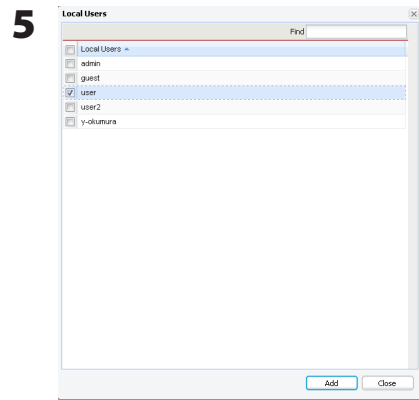 5
Local Users
Find
Local Users
admin
guest
user
user2
y-okumura
Add Close